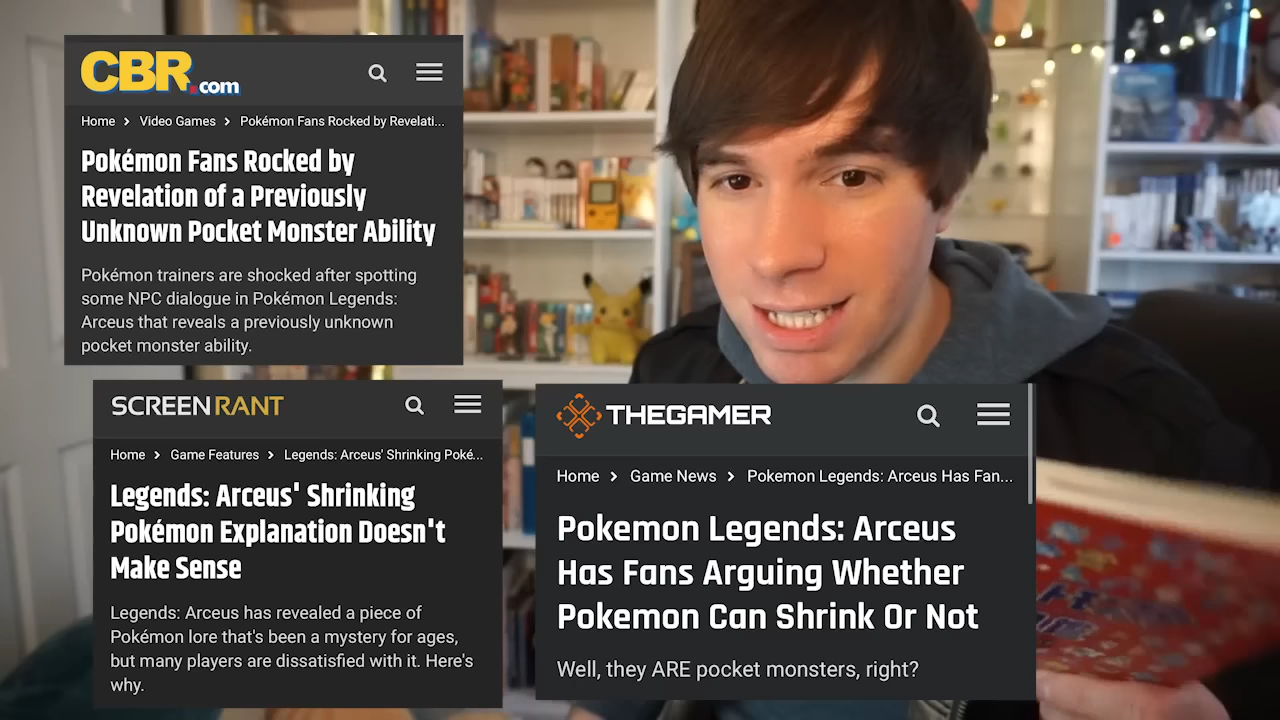 CBR.com
Home > Video Games > Pokémon Fans Rocked by Revelati...
Pokémon Fans Rocked by
Revelation of a Previously
Unknown Pocket Monster Ability
Pokémon trainers are shocked after spotting
some NPC dialogue in Pokémon Legends:
Arceus that reveals a previously unknown
pocket monster ability.
SCREENRANT
Home > Game Features > Legends: Arceus' Shrinking Poké...
Legends: Arceus' Shrinking
Pokémon Explanation Doesn't
Make Sense
Legends: Arceus has revealed a piece of
Pokémon lore that's been a mystery for ages,
but many players are dissatisfied with it. Here's
why.
THEGAMER
Home > Game News > Pokemon Legends: Arceus Has Fan...
Pokemon Legends: Arceus
Has Fans Arguing Whether
Pokemon Can Shrink Or Not
Well, they ARE pocket monsters, right?